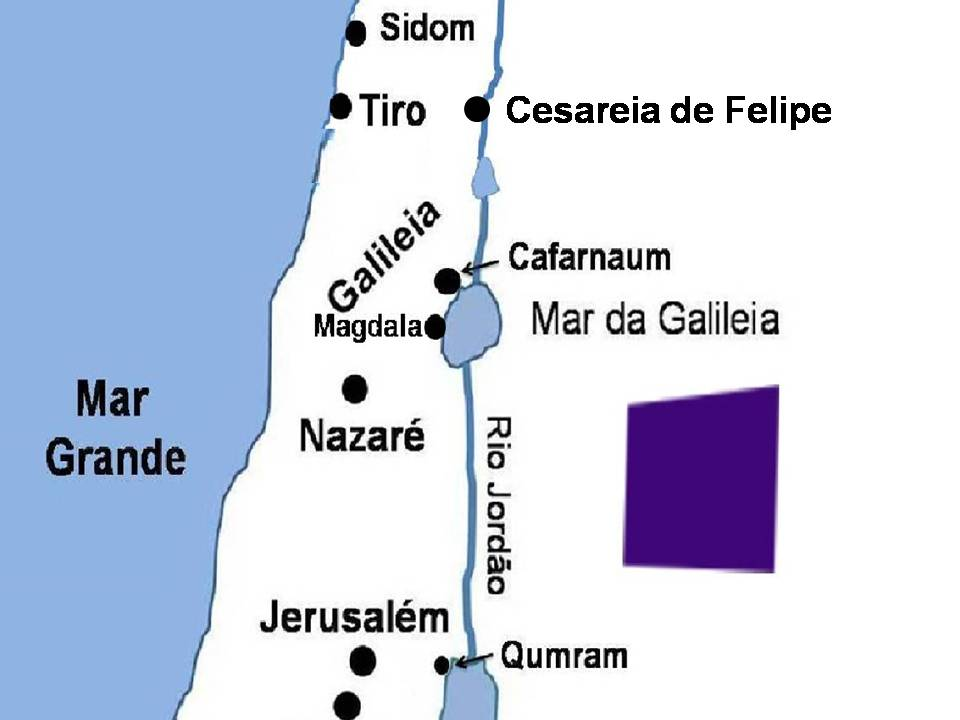 Sidom
Tiro
Cesareia de Felipe
Galileia
Cafarnaum
Magdala
Mar da Galileia
Mar
Grande
Nazaré
Rio Jordão
Jerusalém
Qumram